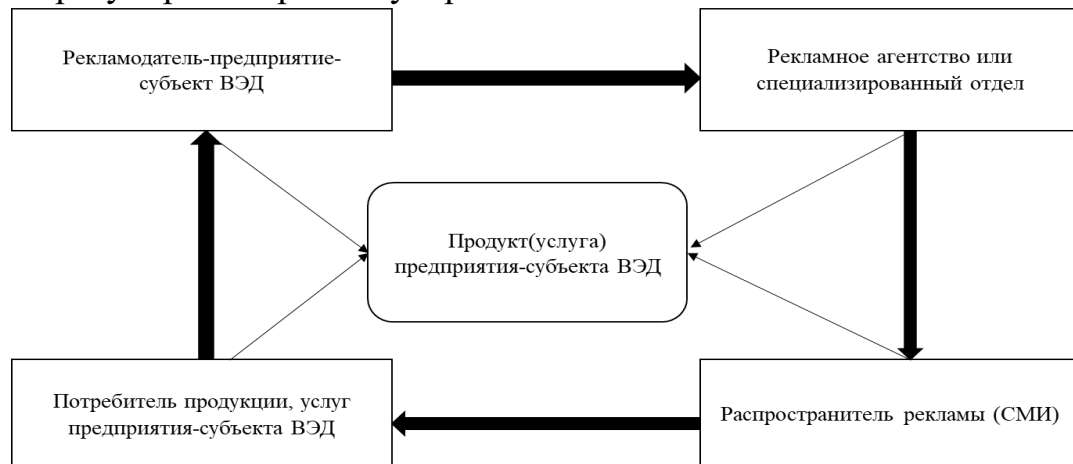 Рекламодатель-предприятие-
субъект ВЭД
Рекламное агентство или
специализированный отдел
Продукт(услуга)
предприятия-субъекта ВЭД
Потребитель продукции, услуг
предприятия-субъекта ВЭД
Распространитель рекламы (СМИ)